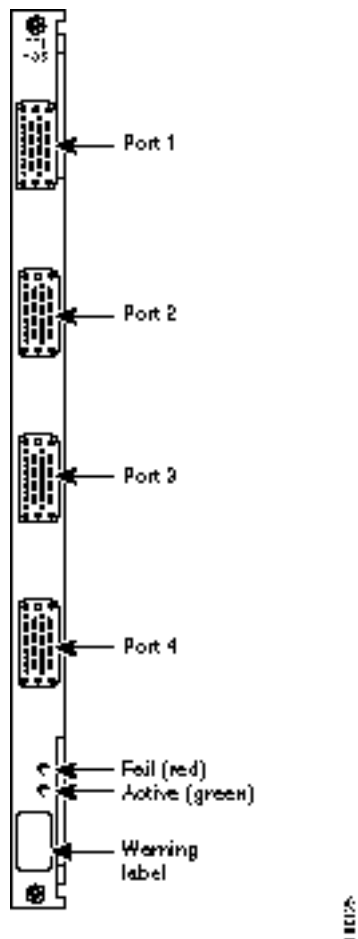 Port 1
Port 2
Port 3
Port 4
Fail (red)
Active (green)
Warning
label